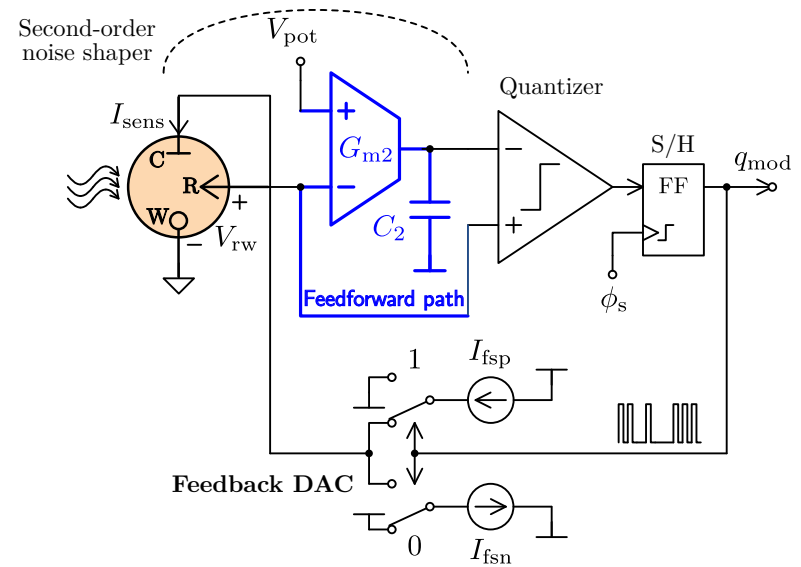 Second-order
noise shaper
V_pot
Quantizer
I_sens
C
R
W
+
−
V_rw
+
G_m2
−
C_2
−
+
S/H
FF
q_mod
ϕ_s
Feedforward path
1
I_fsp
Feedback DAC
0
I_fsn